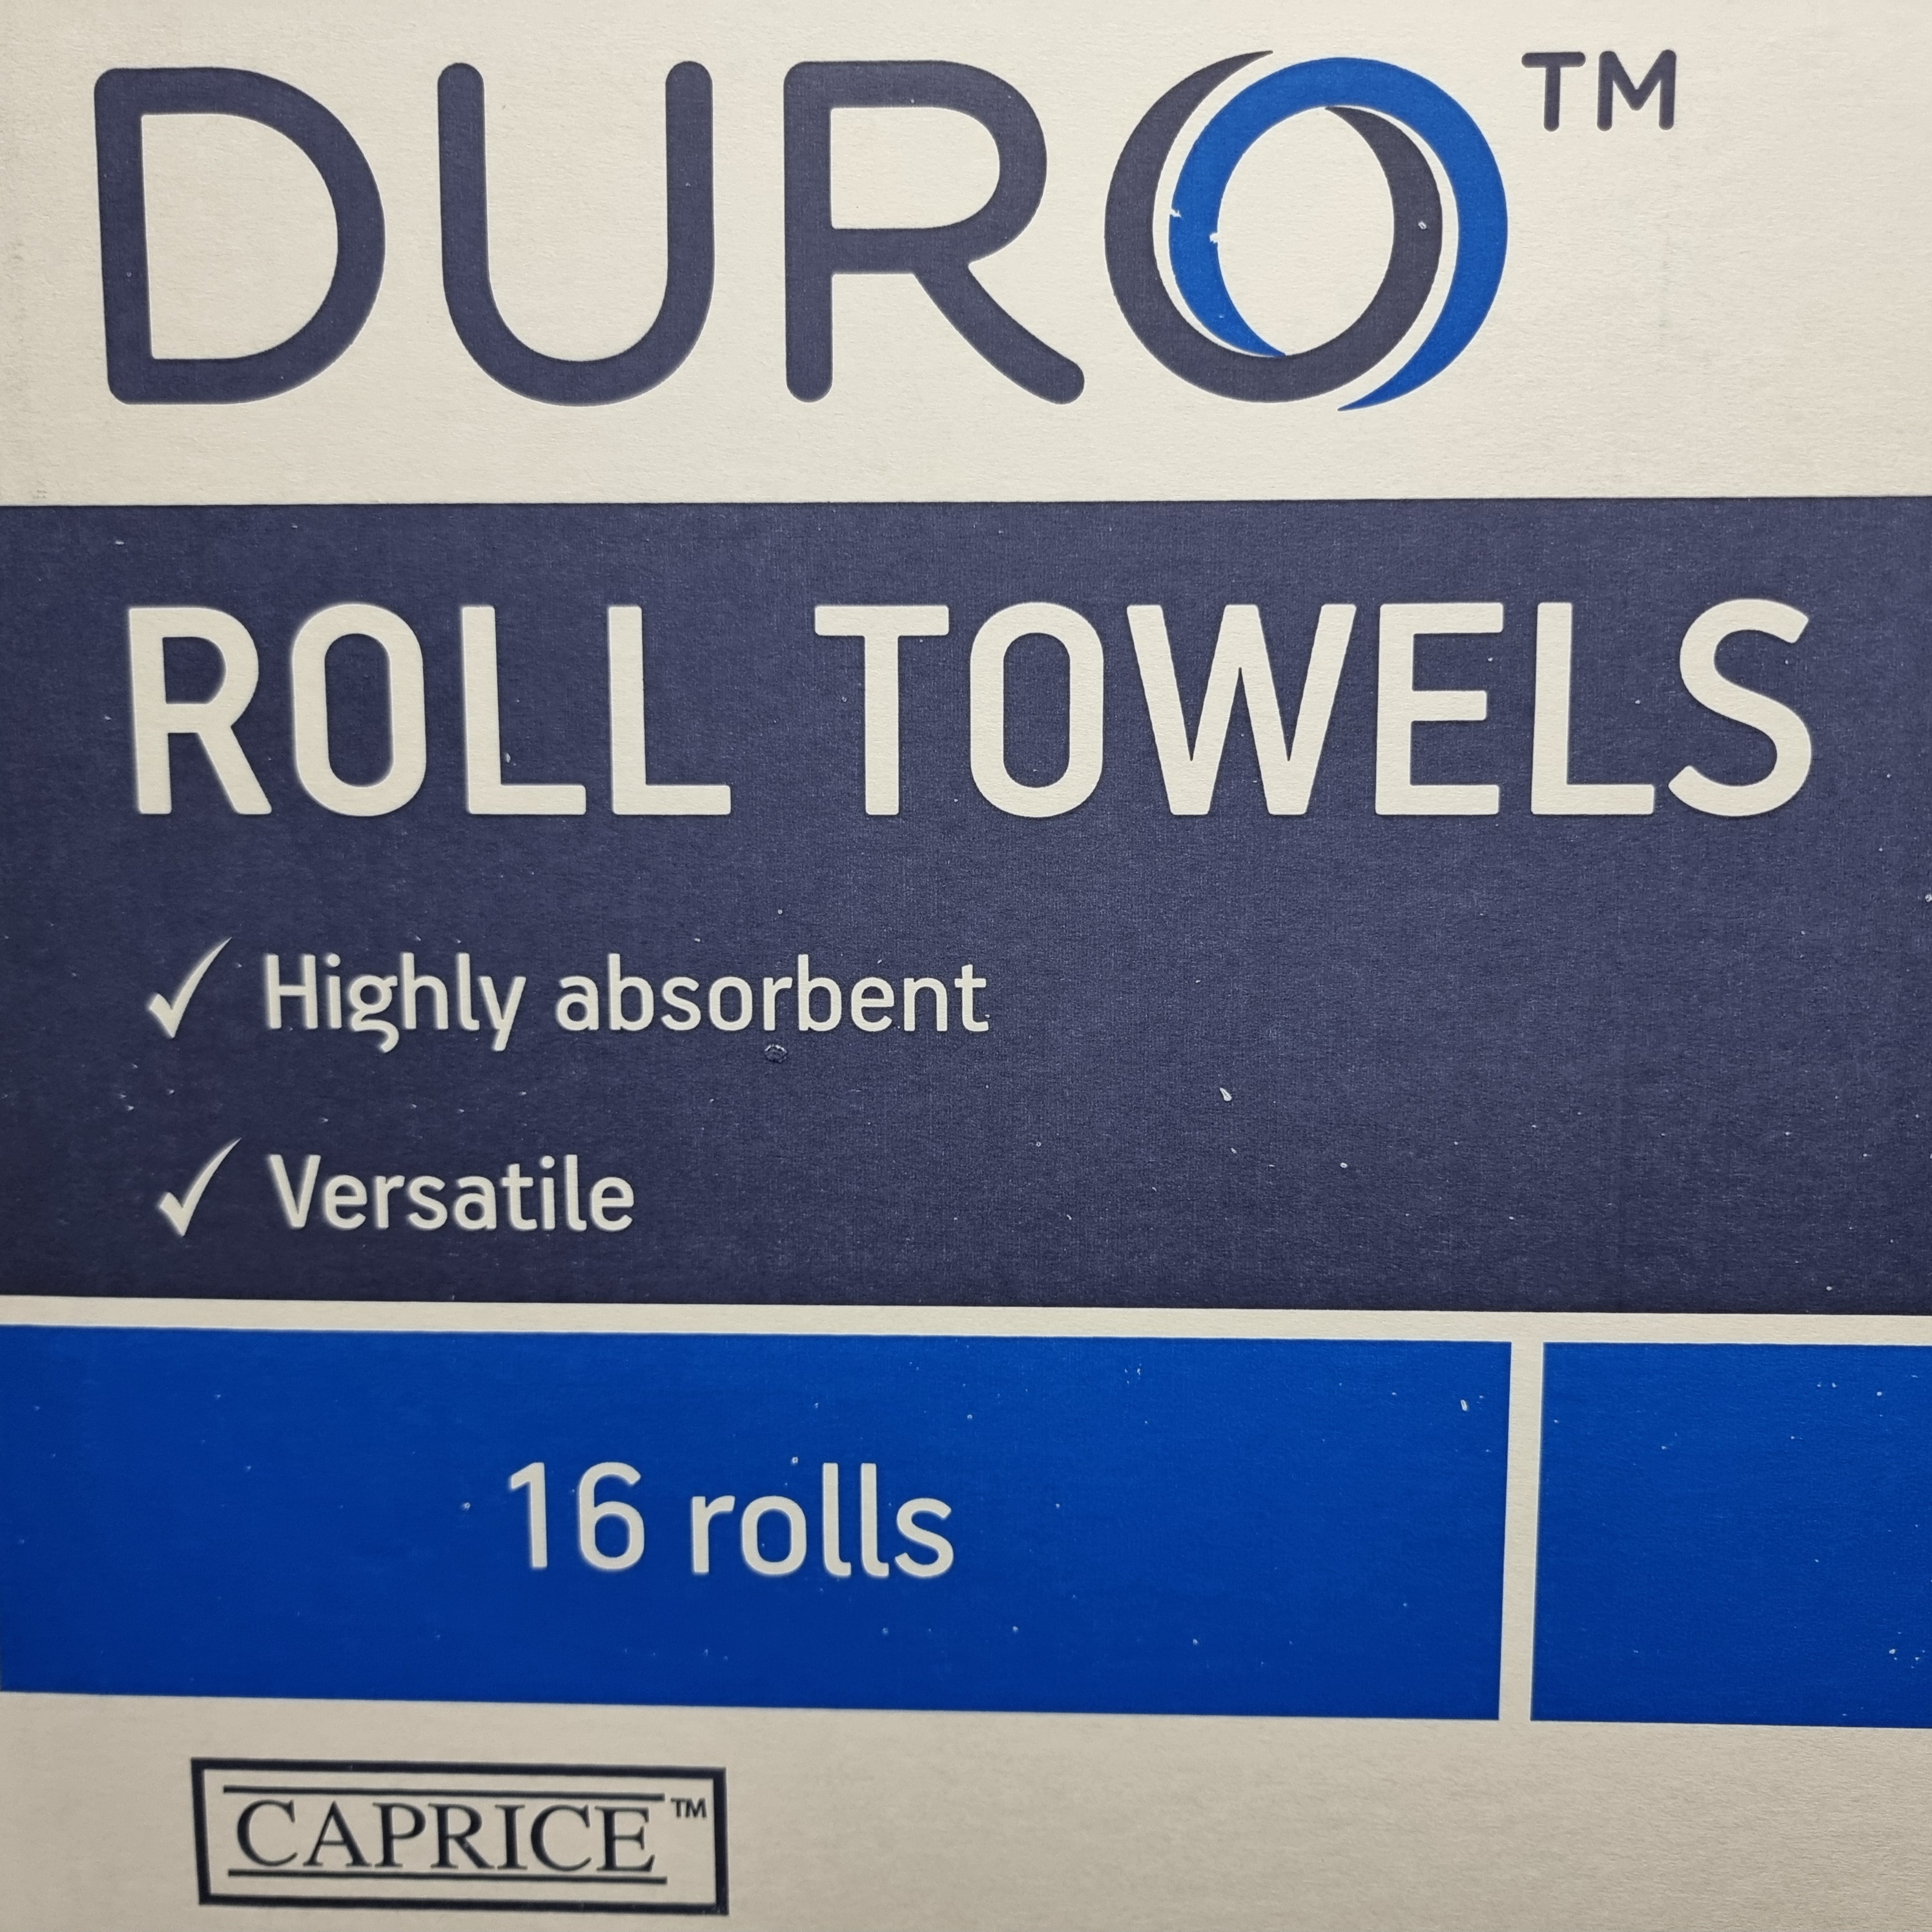 DURO™
ROLL TOWELS
✓ Highly absorbent
✓ Versatile
16 rolls
CAPRICE™